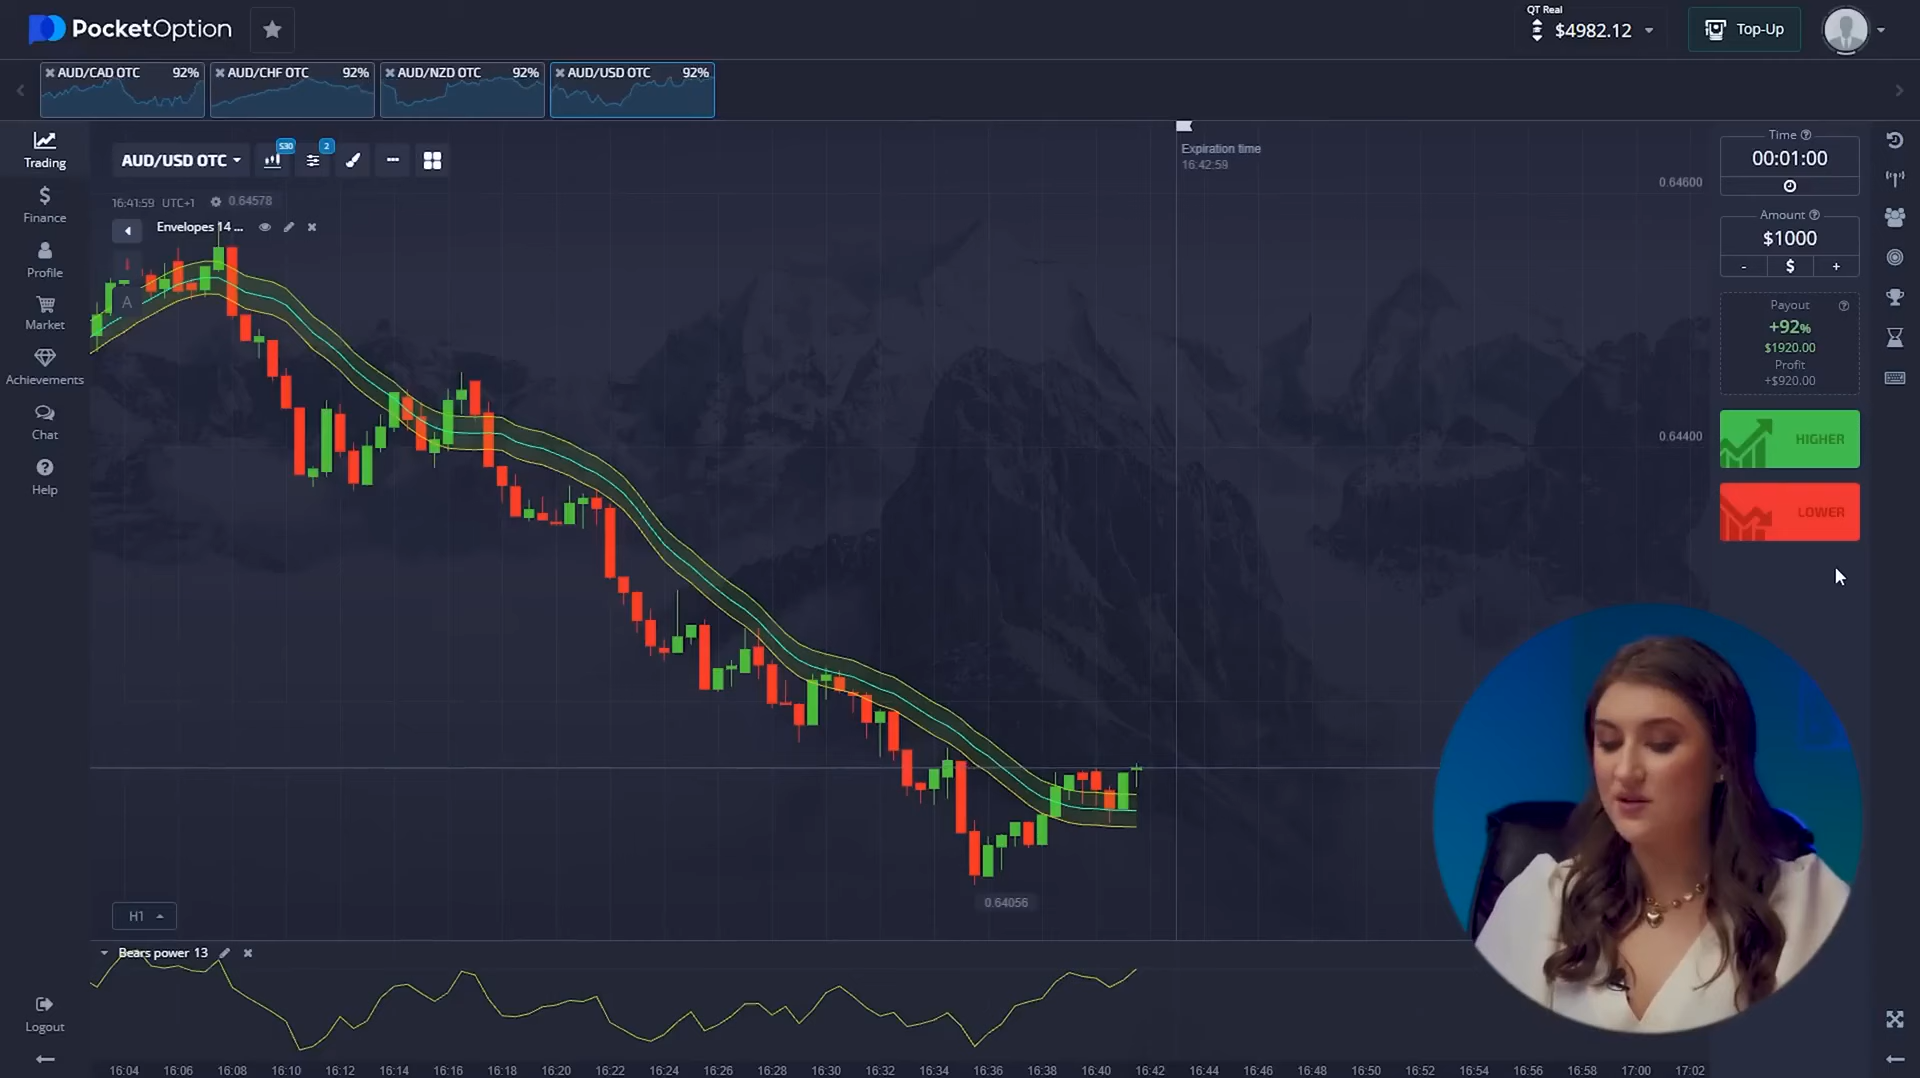 PocketOption
QT Real
$4982.12
Top-Up
AUD/CAD OTC 92%
AUD/CHF OTC 92%
AUD/NZD OTC 92%
AUD/USD OTC 92%
Trading
Finance
Profile
Market
Achievements
Chat
Help
Logout
AUD/USD OTC
S30
2
16:41:59 UTC+1 0.64578
Envelopes 14 ...
A
Expiration time
16:42:59
0.64600
0.64400
0.64056
H1
Bears power 13
16:04 16:06 16:08 16:10 16:12 16:14 16:16 16:18 16:20 16:22 16:24 16:26 16:28 16:30 16:32 16:34 16:36 16:38 16:40 16:42 16:44 16:46 16:48 16:50 16:52 16:54 16:56 16:58 17:00 17:02
Time
00:01:00
Amount
$1000
- $ +
Payout
+92%
$1920.00
Profit
+$920.00
HIGHER
LOWER